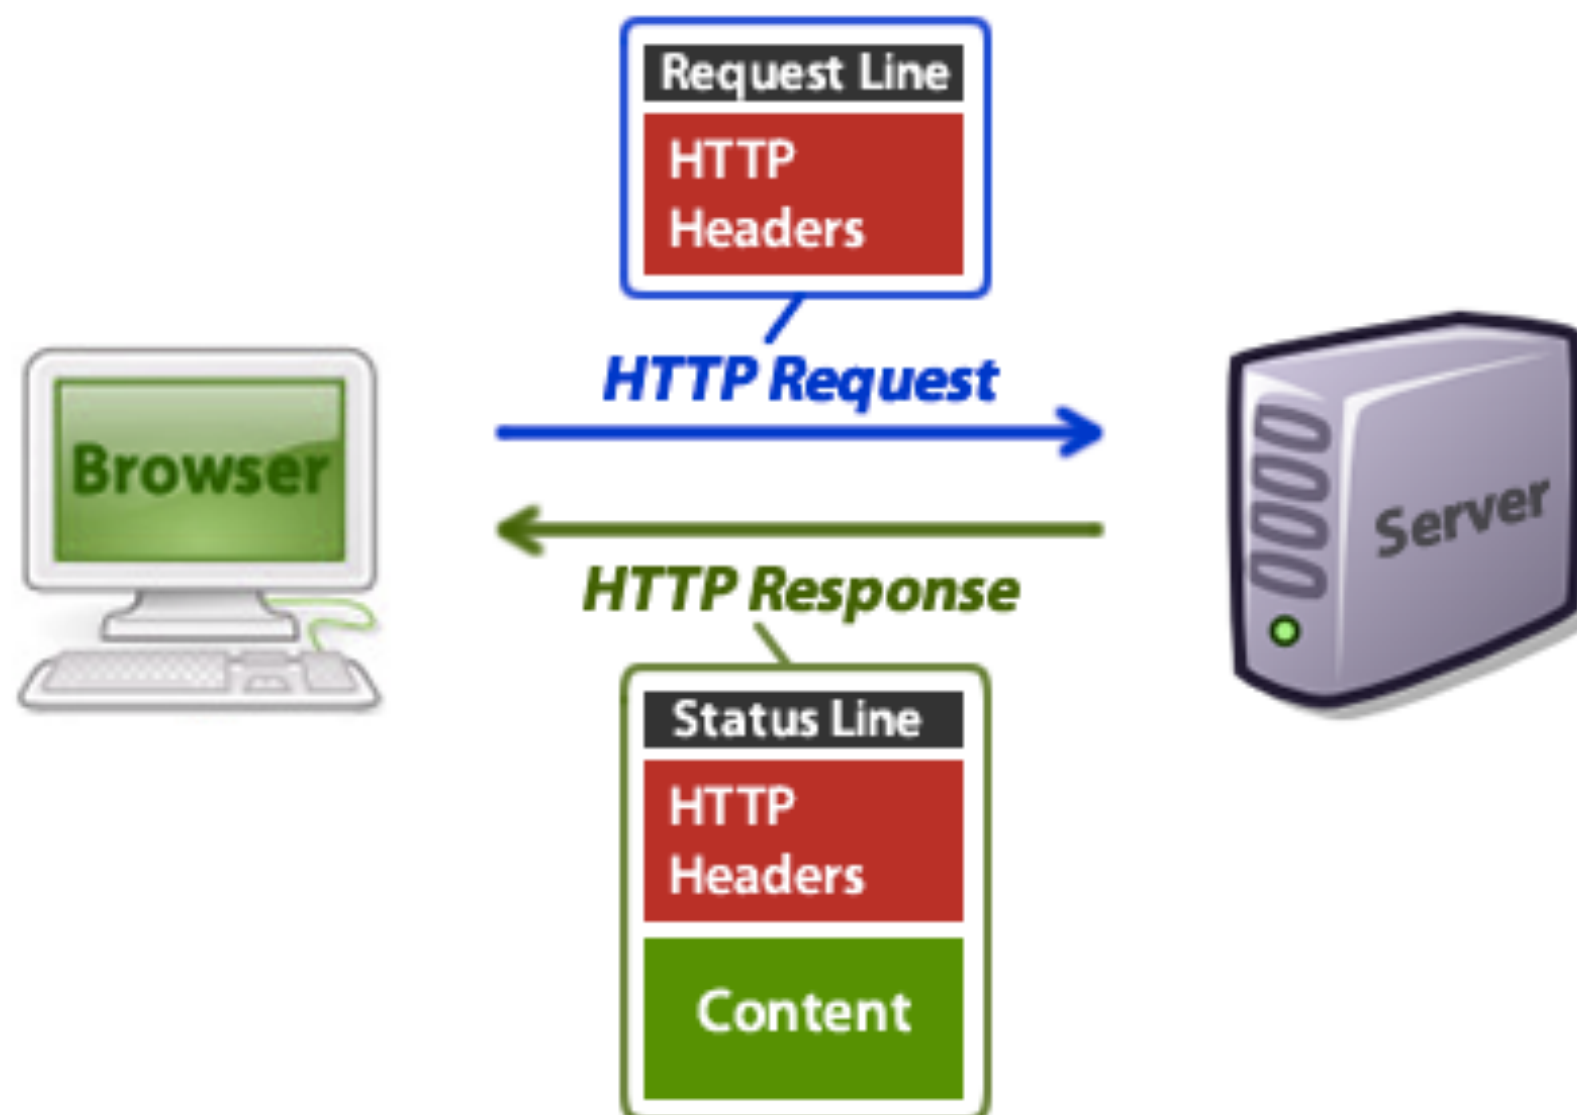 Request Line
HTTP
Headers
HTTP Request
Browser
Server
HTTP Response
Status Line
HTTP
Headers
Content